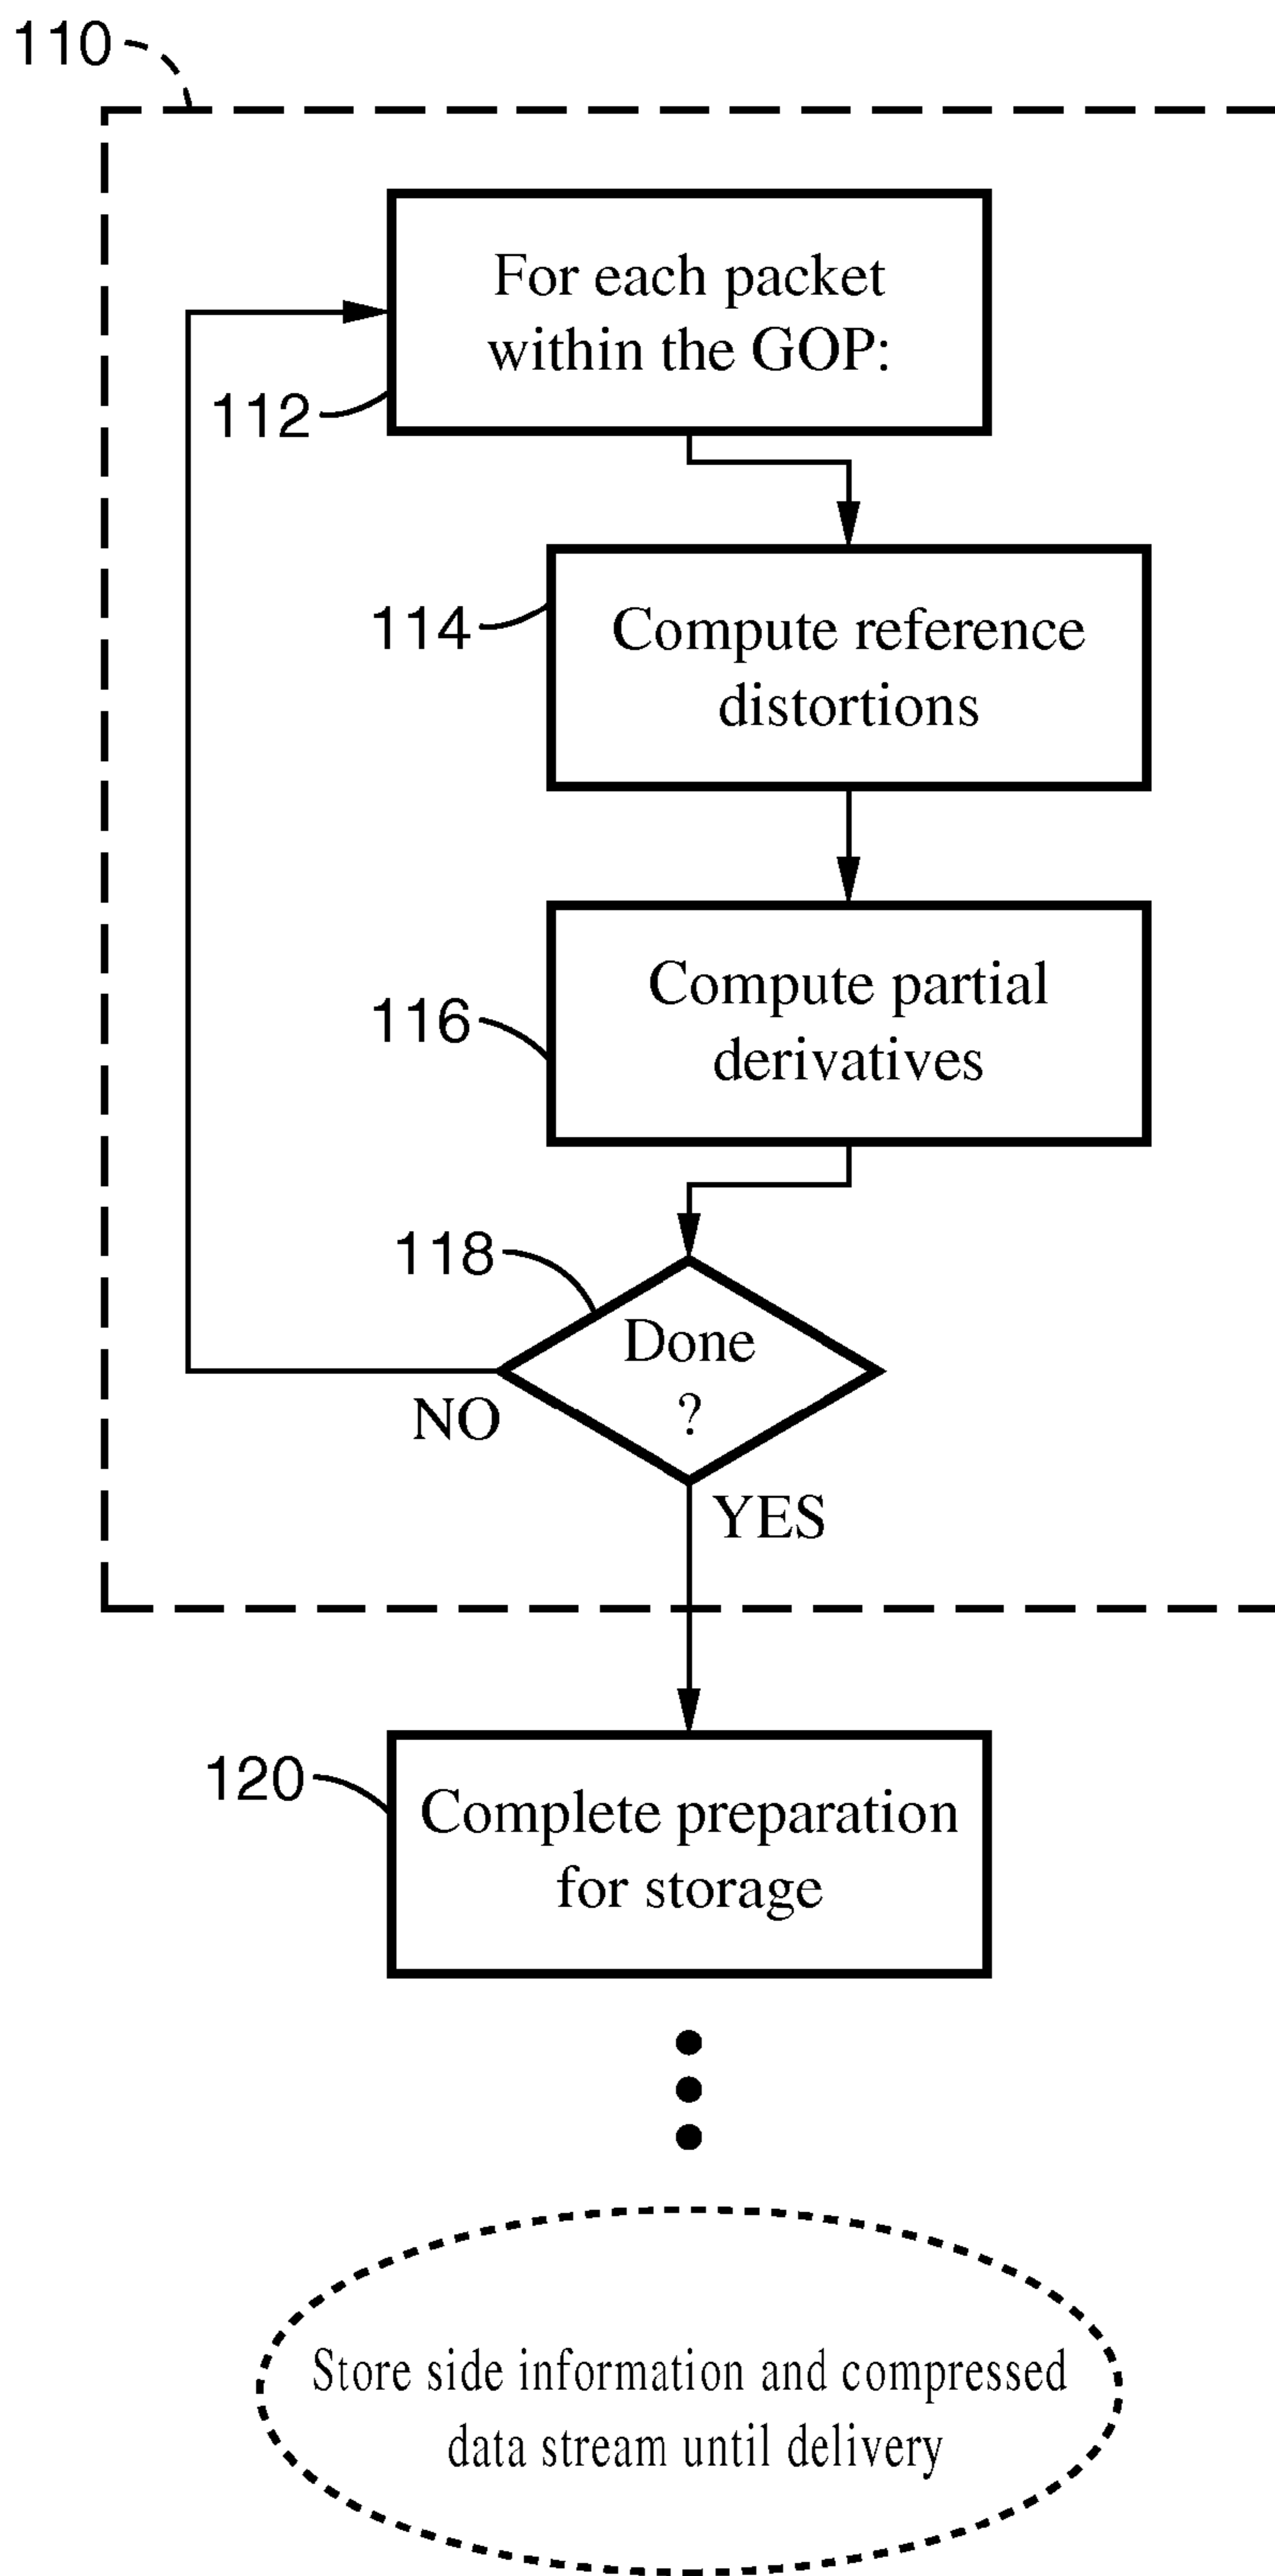 110
For each packet
within the GOP:
112
114
Compute reference
distortions
116
Compute partial
derivatives
118
Done
?
NO
YES
120
Complete preparation
for storage
Store side information and compressed
data stream until delivery